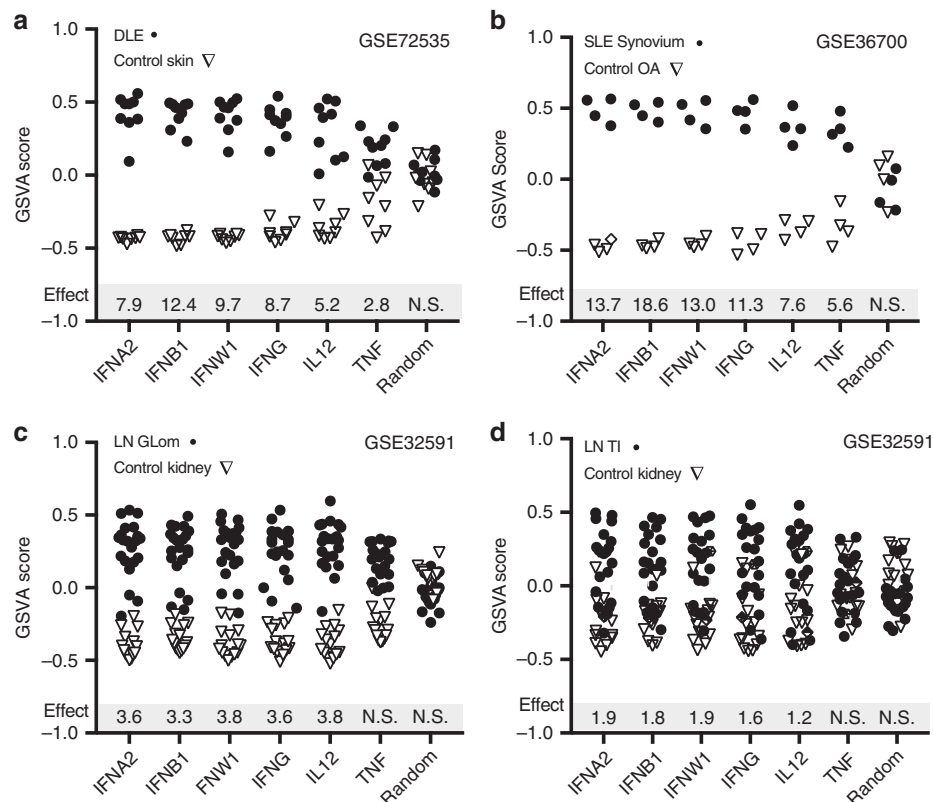 a
DLE
Control skin
GSE72535
1.0
0.5
0.0
−0.5
−1.0
GSVA score
Effect
7.9 12.4 9.7 8.7 5.2 2.8 N.S.
IFNA2 IFNB1 IFNW1 IFNG IL12 TNF Random
b
SLE Synovium
Control OA
GSE36700
1.0
0.5
0.0
−0.5
−1.0
GSVA Score
Effect
13.7 18.6 13.0 11.3 7.6 5.6 N.S.
IFNA2 IFNB1 IFNW1 IFNG IL12 TNF Random
c
LN GLom
Control kidney
GSE32591
1.0
0.5
0.0
−0.5
−1.0
GSVA score
Effect
3.6 3.3 3.8 3.6 3.8 N.S. N.S.
IFNA2 IFNB1 FNW1 IFNG IL12 TNF Random
d
LN TI
Control kidney
GSE32591
1.0
0.5
0.0
−0.5
−1.0
GSVA score
Effect
1.9 1.8 1.9 1.6 1.2 N.S. N.S.
IFNA2 IFNB1 IFNW1 IFNG IL12 TNF Random